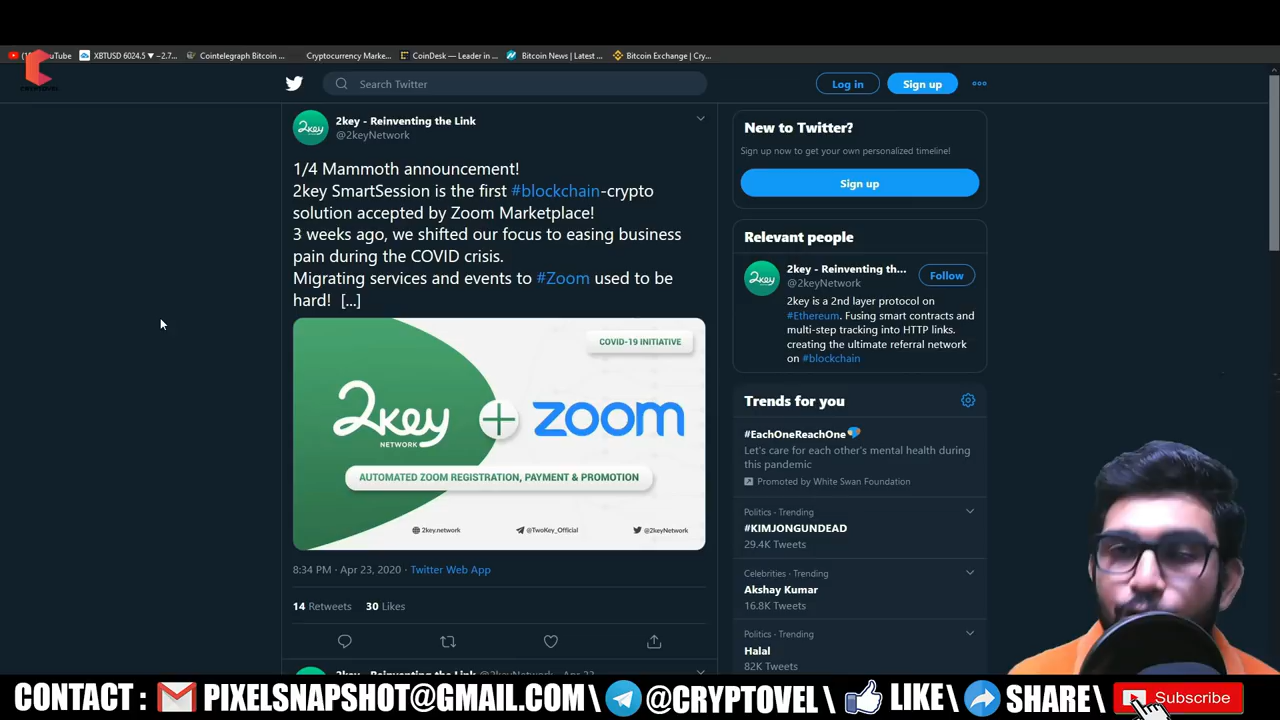 YouTube
XBTUSD 6024.5 ▼ −2.7...
Cointelegraph Bitcoin ...
Cryptocurrency Marke...
CoinDesk — Leader in ...
Bitcoin News | Latest ...
Bitcoin Exchange | Cry...
CRYPTOVEL
Search Twitter
Log in
Sign up
2key - Reinventing the Link
@2keyNetwork
1/4 Mammoth announcement!
2key SmartSession is the first #blockchain-crypto
solution accepted by Zoom Marketplace!
3 weeks ago, we shifted our focus to easing business
pain during the COVID crisis.
Migrating services and events to #Zoom used to be
hard! [...]
COVID-19 INITIATIVE
2key
NETWORK
zoom
AUTOMATED ZOOM REGISTRATION, PAYMENT & PROMOTION
2key.network
@TwoKey_Official
@2keyNetwork
8:34 PM · Apr 23, 2020 · Twitter Web App
14 Retweets 30 Likes
2key - Reinventing the Link @2keyNetwork · Apr 23
New to Twitter?
Sign up now to get your own personalized timeline!
Sign up
Relevant people
2key - Reinventing th...
@2keyNetwork
Follow
2key is a 2nd layer protocol on
#Ethereum. Fusing smart contracts and
multi-step tracking into HTTP links.
creating the ultimate referral network
on #blockchain
Trends for you
#EachOneReachOne
Let's care for each other's mental health during
this pandemic
Promoted by White Swan Foundation
Politics · Trending
#KIMJONGUNDEAD
29.4K Tweets
Celebrities · Trending
Akshay Kumar
16.8K Tweets
Politics · Trending
Halal
82K Tweets
CONTACT : PIXELSNAPSHOT@GMAIL.COM\ @CRYPTOVEL\ LIKE\ SHARE\ Subscribe